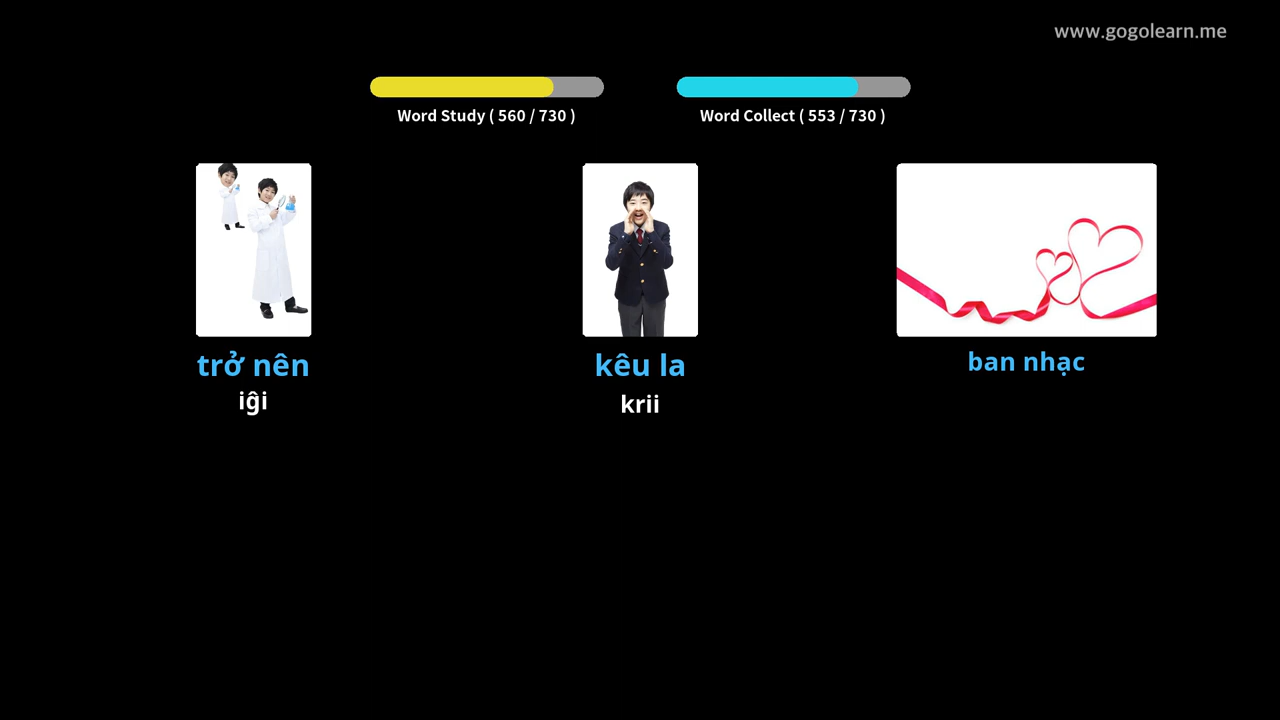 www.gogolearn.me
Word Study ( 560 / 730 )
Word Collect ( 553 / 730 )
trở nên
iĝi
kêu la
krii
ban nhạc